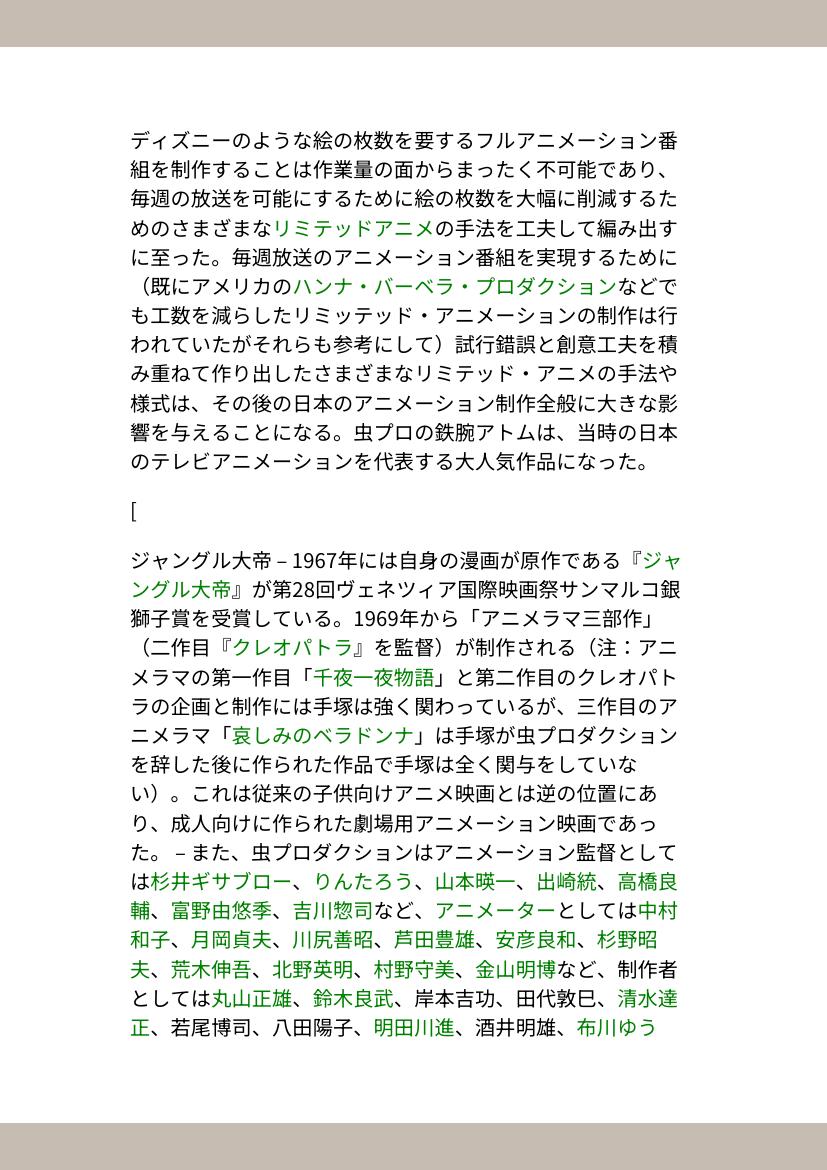 ディズニーのような絵の枚数を要するフルアニメーション番
組を制作することは作業量の面からまったく不可能であり、
毎週の放送を可能にするために絵の枚数を大幅に削減するた
めのさまざまなリミテッドアニメの手法を工夫して編み出す
に至った。毎週放送のアニメーション番組を実現するために
（既にアメリカのハンナ・バーベラ・プロダクションなどで
も工数を減らしたリミッテッド・アニメーションの制作は行
われていたがそれらも参考にして）試行錯誤と創意工夫を積
み重ねて作り出したさまざまなリミテッド・アニメの手法や
様式は、その後の日本のアニメーション制作全般に大きな影
響を与えることになる。虫プロの鉄腕アトムは、当時の日本
のテレビアニメーションを代表する大人気作品になった。
[
ジャングル大帝 – 1967年には自身の漫画が原作である『ジャ
ングル大帝』が第28回ヴェネツィア国際映画祭サンマルコ銀
獅子賞を受賞している。1969年から「アニメラマ三部作」
（二作目『クレオパトラ』を監督）が制作される（注：アニ
メラマの第一作目「千夜一夜物語」と第二作目のクレオパト
ラの企画と制作には手塚は強く関わっているが、三作目のア
ニメラマ「哀しみのベラドンナ」は手塚が虫プロダクション
を辞した後に作られた作品で手塚は全く関与をしていな
い）。これは従来の子供向けアニメ映画とは逆の位置にあ
り、成人向けに作られた劇場用アニメーション映画であっ
た。 – また、虫プロダクションはアニメーション監督として
は杉井ギサブロー、りんたろう、山本暎一、出崎統、高橋良
輔、富野由悠季、吉川惣司など、アニメーターとしては中村
和子、月岡貞夫、川尻善昭、芦田豊雄、安彦良和、杉野昭
夫、荒木伸吾、北野英明、村野守美、金山明博など、制作者
としては丸山正雄、鈴木良武、岸本吉功、田代敦巳、清水達
正、若尾博司、八田陽子、明田川進、酒井明雄、布川ゆう